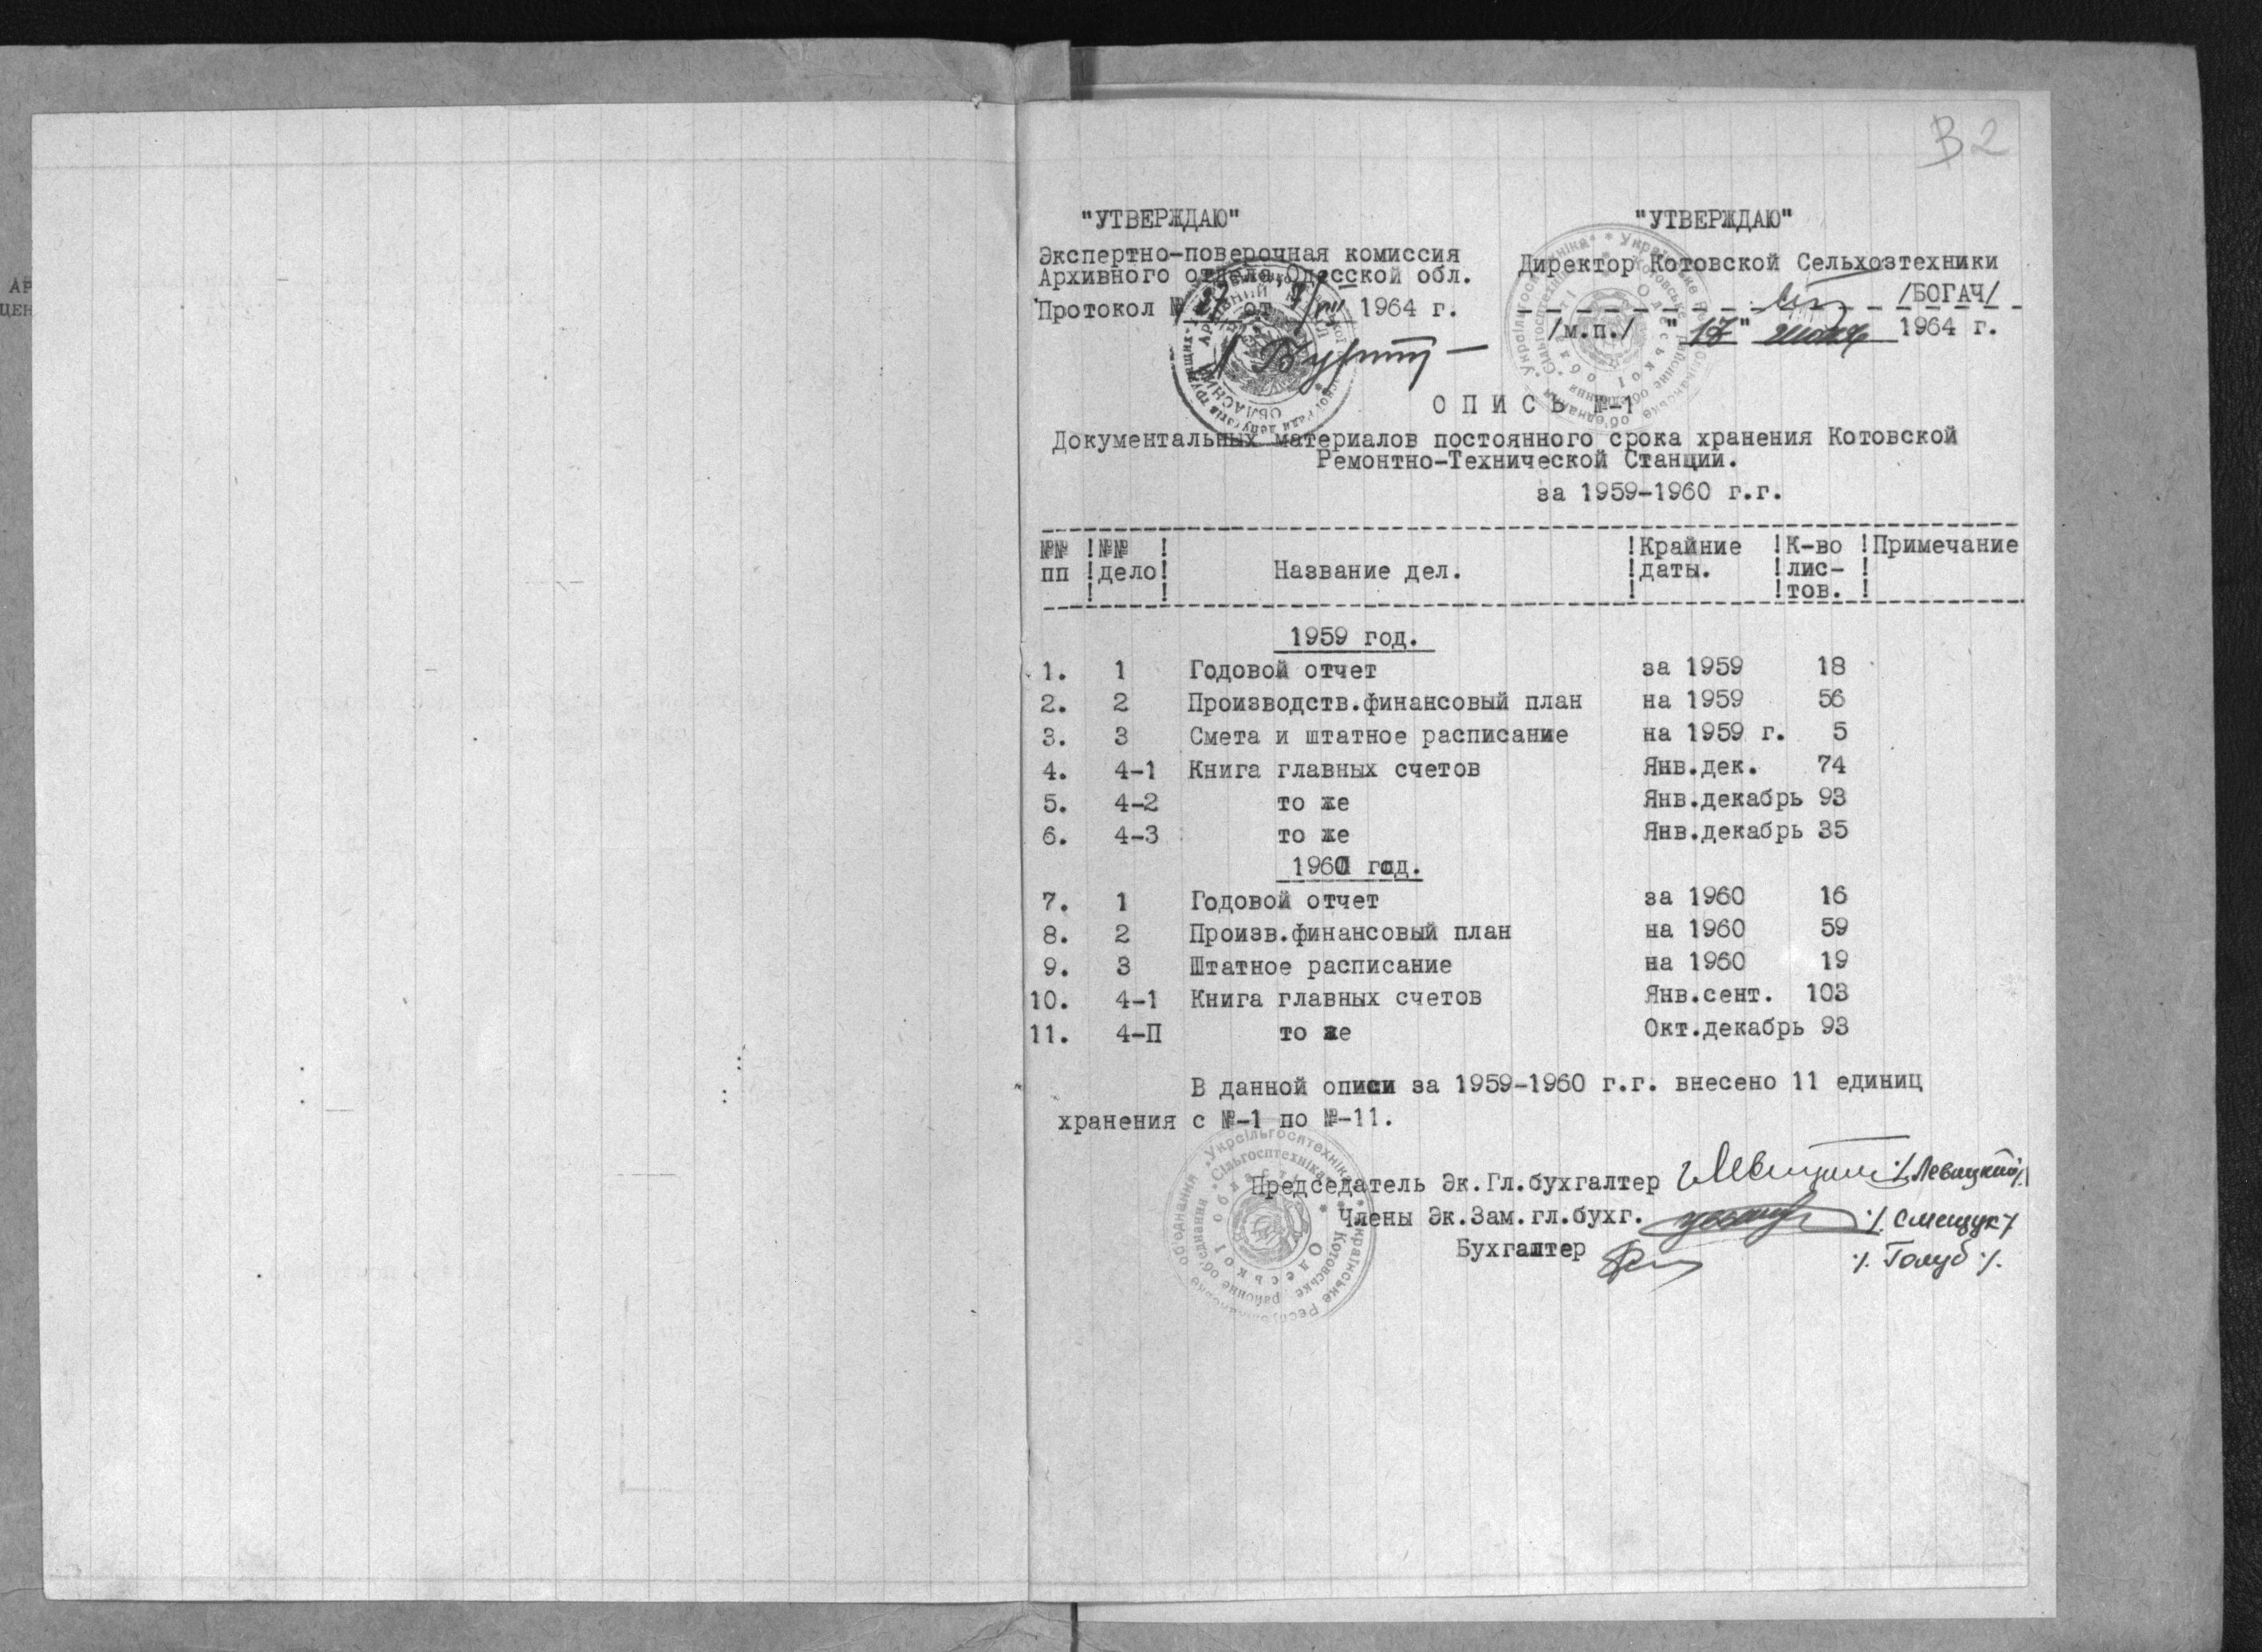 В 2
"УТВЕРЖДАЮ"
Экспертно-поверочная комиссия
Архивного отдела Одесской обл.
Протокол № от 1964 г.
"УТВЕРЖДАЮ"
Директор Котовской Сельхозтехники
/БОГАЧ/
/м.п./ "17" 1964 г.
О П И С Ь №-1
Документальных материалов постоянного срока хранения Котовской
Ремонтно-Технической Станции.
за 1959-1960 г.г.
№№ !№№ ! !Крайние !К-во !Примечание
пп !дело! Название дел. !даты. !лис- !
! ! ! !тов. !
1959 год.
1. 1 Годовой отчет за 1959 18
2. 2 Производств.финансовый план на 1959 56
3. 3 Смета и штатное расписание на 1959 г. 5
4. 4-1 Книга главных счетов Янв.дек. 74
5. 4-2 то же Янв.декабрь 93
6. 4-3 то же Янв.декабрь 35
1960 год.
7. 1 Годовой отчет за 1960 16
8. 2 Произв.финансовый план на 1960 59
9. 3 Штатное расписание на 1960 19
10. 4-1 Книга главных счетов Янв.сент. 103
11. 4-П то же Окт.декабрь 93
В данной описи за 1959-1960 г.г. внесено 11 единиц
хранения с №-1 по №-11.
Председатель Эк.Гл.бухгалтер /.Левицкий/.
Члены Эк.Зам.гл.бухг.
Бухгалтер /. Голуб /.